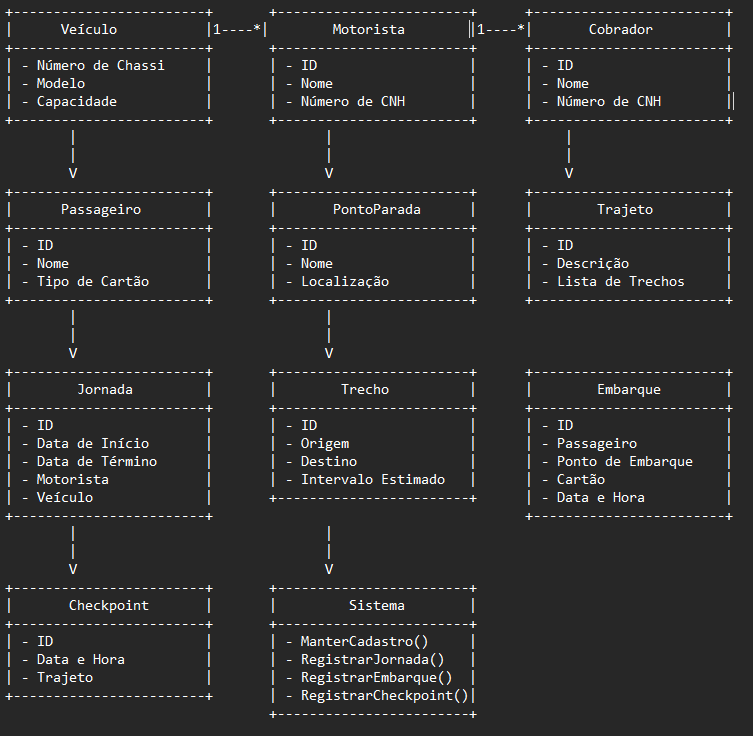 +------------------------+       +------------------------+      +------------------------+
|      Veículo           |1----*|        Motorista        ||1----*|       Cobrador         |
+------------------------+       +------------------------+      +------------------------+
| - Número de Chassi     |       | - ID                   |      | - ID                   |
| - Modelo               |       | - Nome                 |      | - Nome                 |
| - Capacidade           |       | - Número de CNH        |      | - Número de CNH        |
+------------------------+       +------------------------+      +------------------------+
        |                               |                             |
        |                               |                             |
        V                               V                             V
+------------------------+       +------------------------+      +------------------------+
|      Passageiro        |       |       PontoParada      |      |        Trajeto         |
+------------------------+       +------------------------+      +------------------------+
| - ID                   |       | - ID                   |      | - ID                   |
| - Nome                 |       | - Nome                 |      | - Descrição            |
| - Tipo de Cartão       |       | - Localização          |      | - Lista de Trechos     |
+------------------------+       +------------------------+      +------------------------+
        |                               |
        |                               |
        V                               V
+------------------------+       +------------------------+      +------------------------+
|        Jornada         |       |        Trecho          |      |        Embarque        |
+------------------------+       +------------------------+      +------------------------+
| - ID                   |       | - ID                   |      | - ID                   |
| - Data de Início       |       | - Origem               |      | - Passageiro           |
| - Data de Término      |       | - Destino              |      | - Ponto de Embarque    |
| - Motorista            |       | - Intervalo Estimado   |      | - Cartão               |
| - Veículo              |       +------------------------+      | - Data e Hora          |
+------------------------+                                       +------------------------+
        |                               |
        |                               |
        V                               V
+------------------------+       +------------------------+
|       Checkpoint       |       |         Sistema        |
+------------------------+       +------------------------+
| - ID                   |       | - ManterCadastro()     |
| - Data e Hora          |       | - RegistrarJornada()   |
| - Trajeto              |       | - RegistrarEmbarque()  |
+------------------------+       | - RegistrarCheckpoint()|
                                 +------------------------+